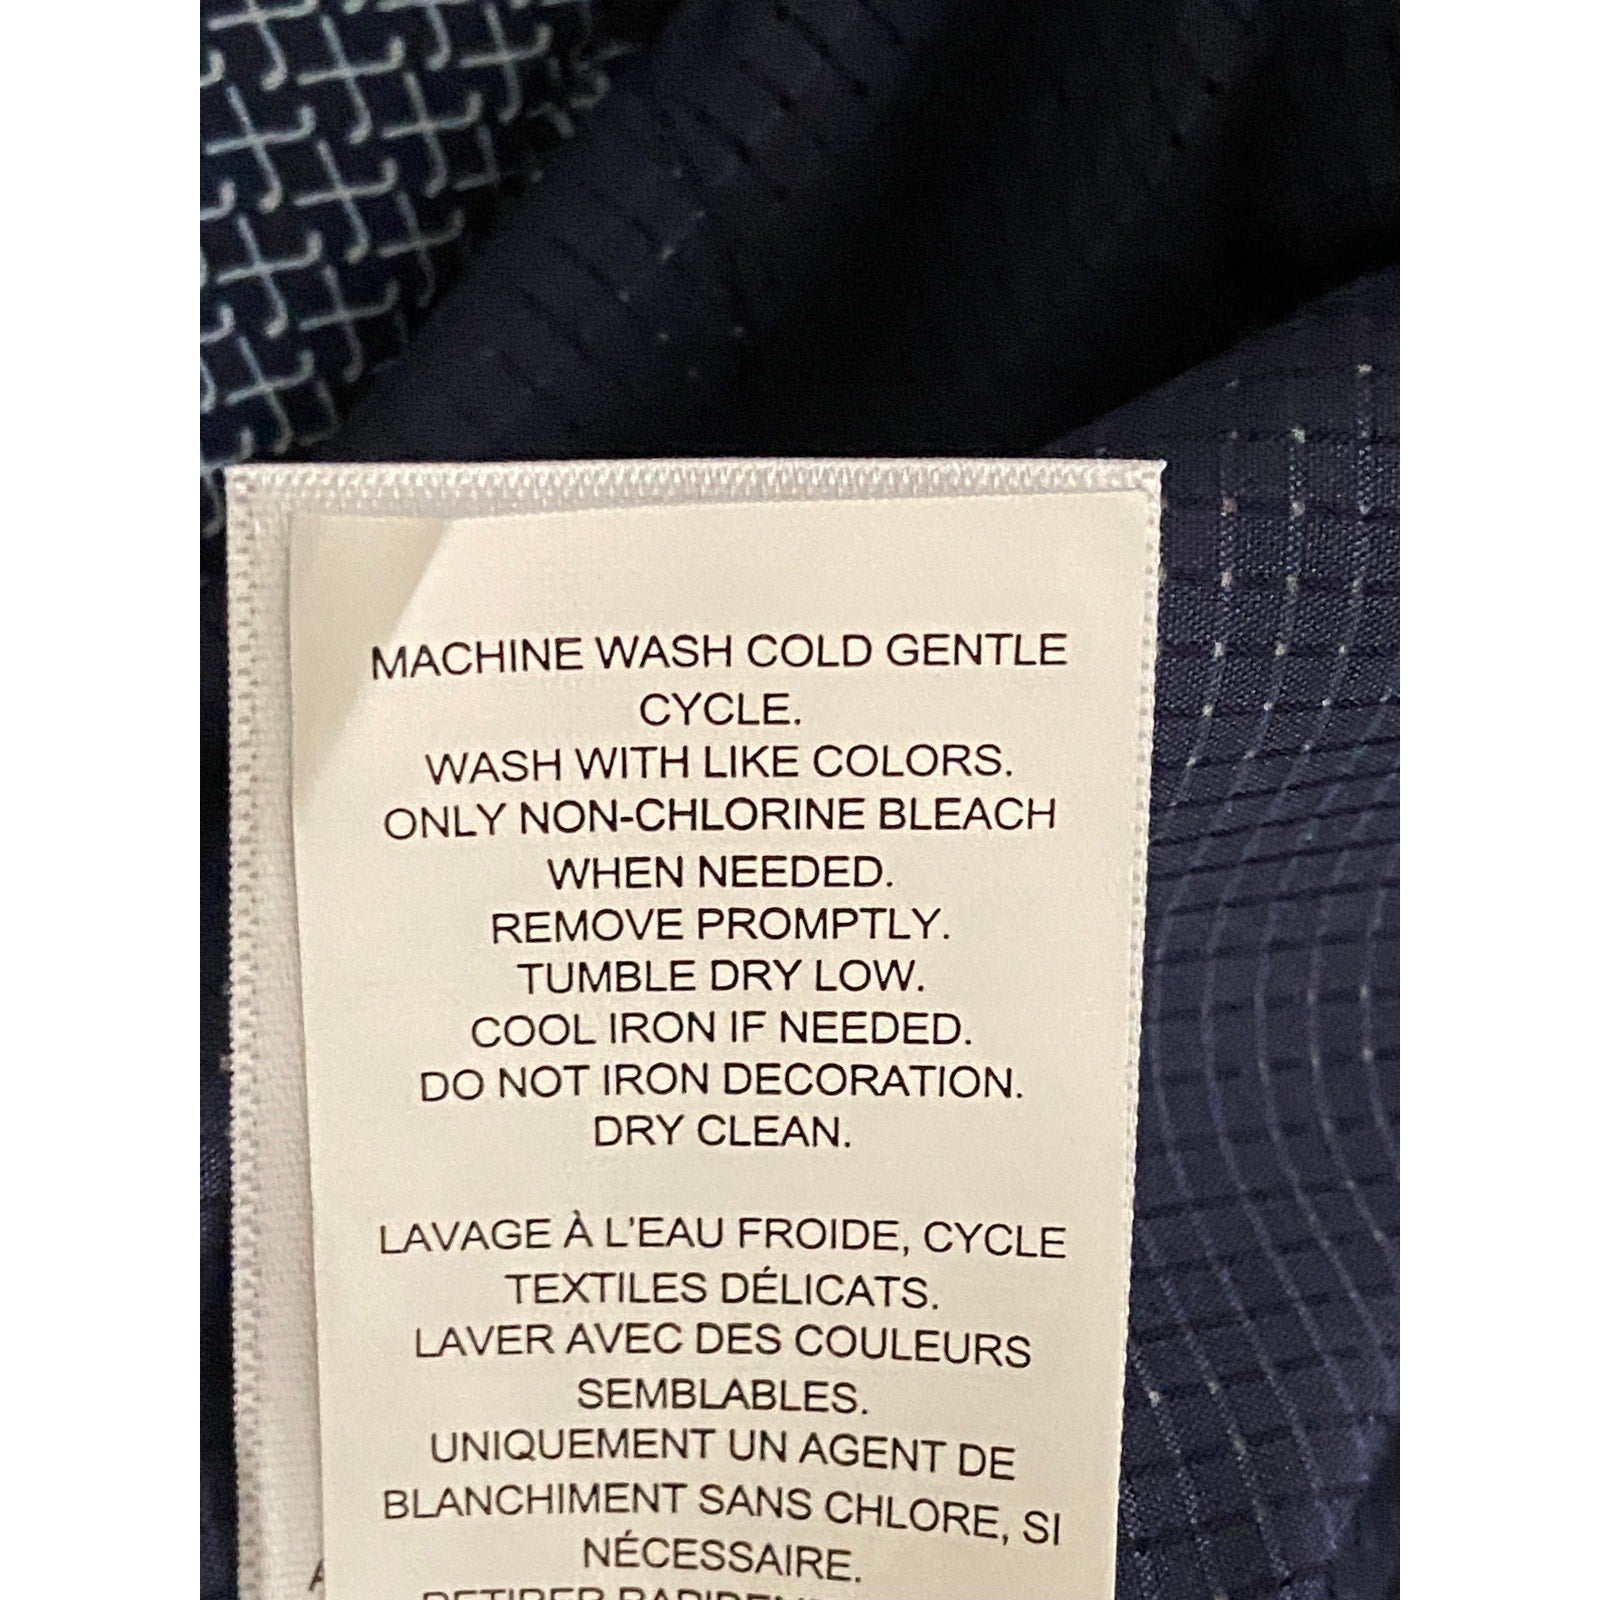 MACHINE WASH COLD GENTLE
CYCLE.
WASH WITH LIKE COLORS.
ONLY NON-CHLORINE BLEACH
WHEN NEEDED.
REMOVE PROMPTLY.
TUMBLE DRY LOW.
COOL IRON IF NEEDED.
DO NOT IRON DECORATION.
DRY CLEAN.
LAVAGE À L'EAU FROIDE, CYCLE
TEXTILES DÉLICATS.
LAVER AVEC DES COULEURS
SEMBLABLES.
UNIQUEMENT UN AGENT DE
BLANCHIMENT SANS CHLORE, SI
NÉCESSAIRE.
RETIRER